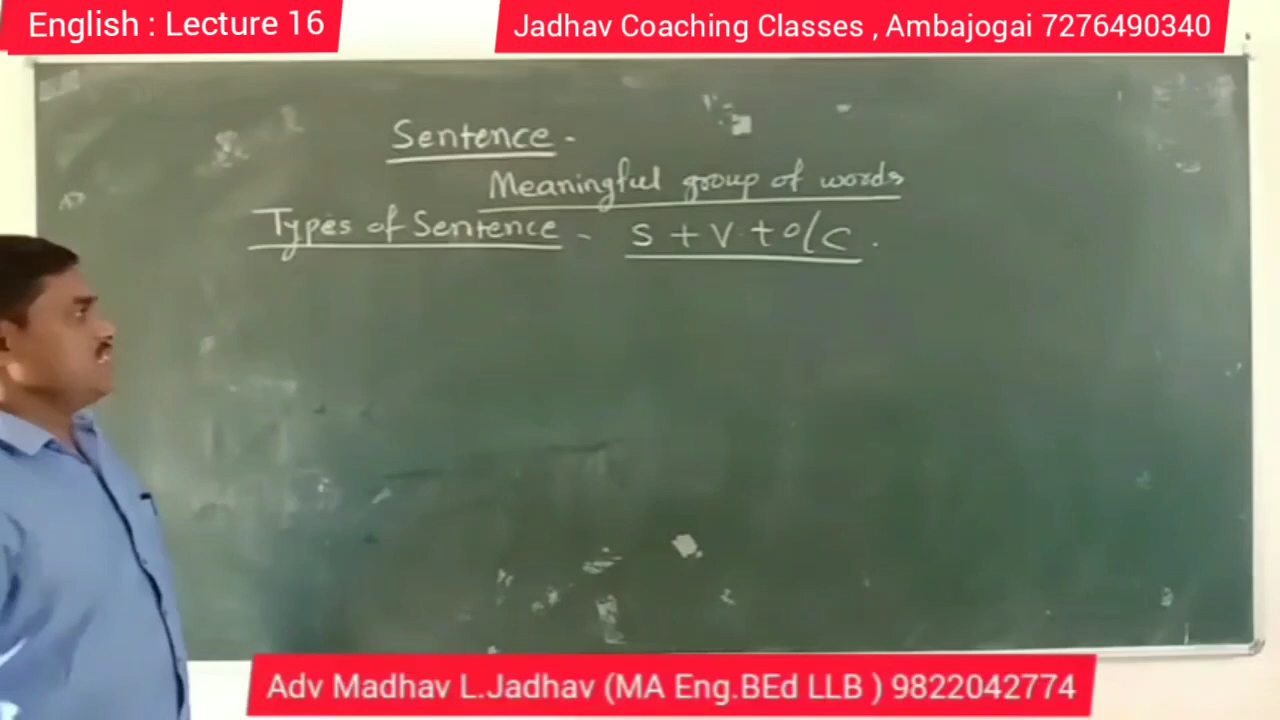 English : Lecture 16
Jadhav Coaching Classes , Ambajogai 7276490340
Sentence -
Meaningful group of words
Types of Sentence - S + V + O/C .
Adv Madhav L.Jadhav (MA Eng.BEd LLB ) 9822042774